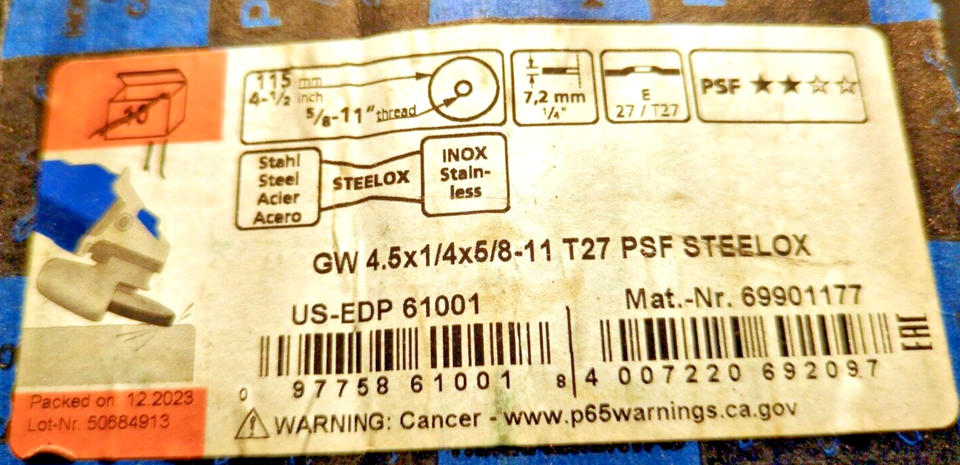 10
115 mm
4-1/2 inch
5/8-11" thread
7,2 mm
1/4"
E
27 / T27
PSF ★★☆☆
Stahl
Steel
Acier
Acero
STEELOX
INOX
Stain-
less
GW 4.5x1/4x5/8-11 T27 PSF STEELOX
US-EDP 61001
Mat.-Nr. 69901177
0 97758 61001 8
4 007220 692097
EAC
Packed on: 12.2023
Lot-Nr. 50684913
WARNING: Cancer - www.p65warnings.ca.gov